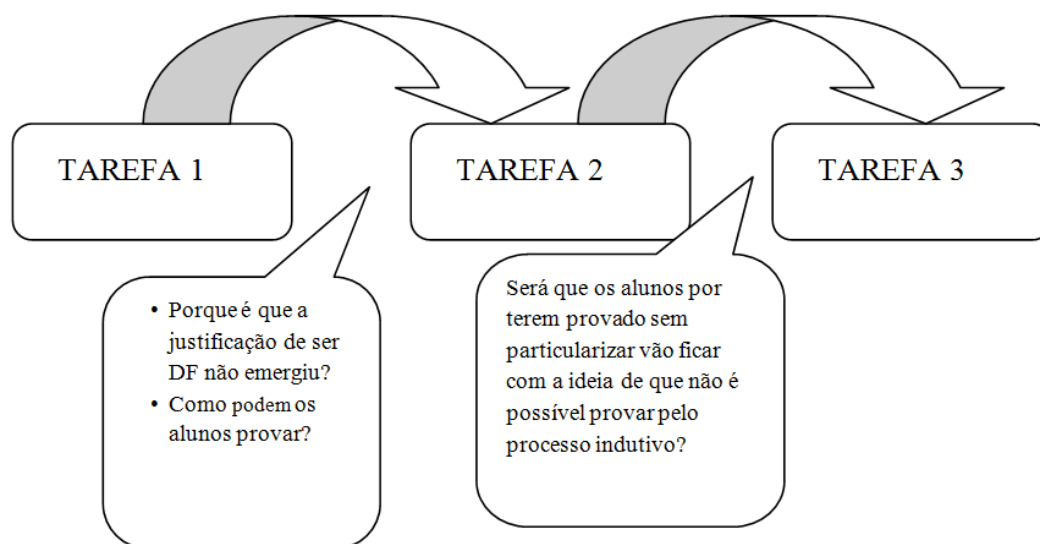 TAREFA 1
TAREFA 2
TAREFA 3
• Porque é que a
justificação de ser
DF não emergiu?
• Como podem os
alunos provar?
Será que os alunos por
terem provado sem
particularizar vão ficar
com a ideia de que não é
possível provar pelo
processo indutivo?